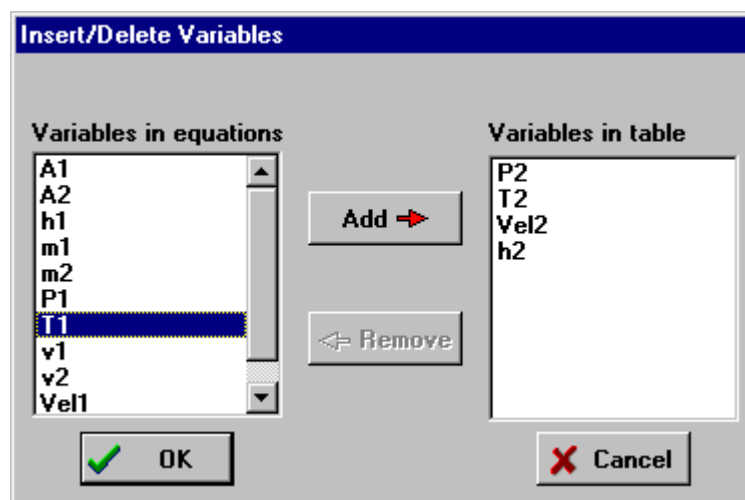 Insert/Delete Variables
Variables in equations
A1
A2
h1
m1
m2
P1
T1
v1
v2
Vel1
Add
Remove
Variables in table
P2
T2
Vel2
h2
OK
Cancel